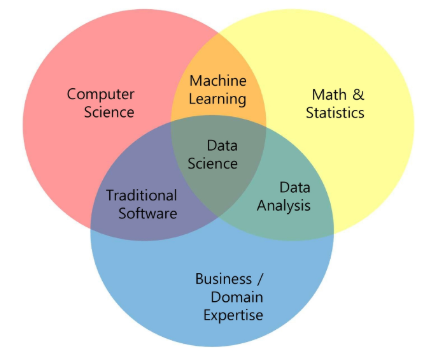 Computer
Science
Machine
Learning
Math &
Statistics
Data
Science
Traditional
Software
Data
Analysis
Business /
Domain
Expertise